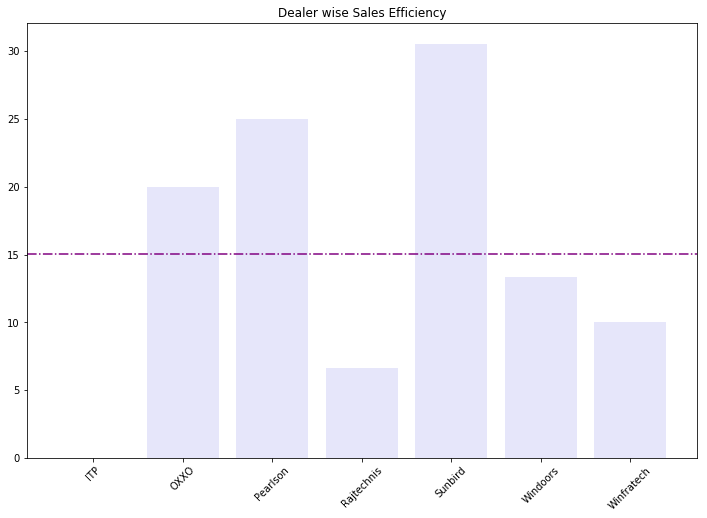 Dealer wise Sales Efficiency
30
25
20
15
10
5
0
ITP
OXXO
Pearlson
Rajtechnis
Sunbird
Windoors
Winfratech